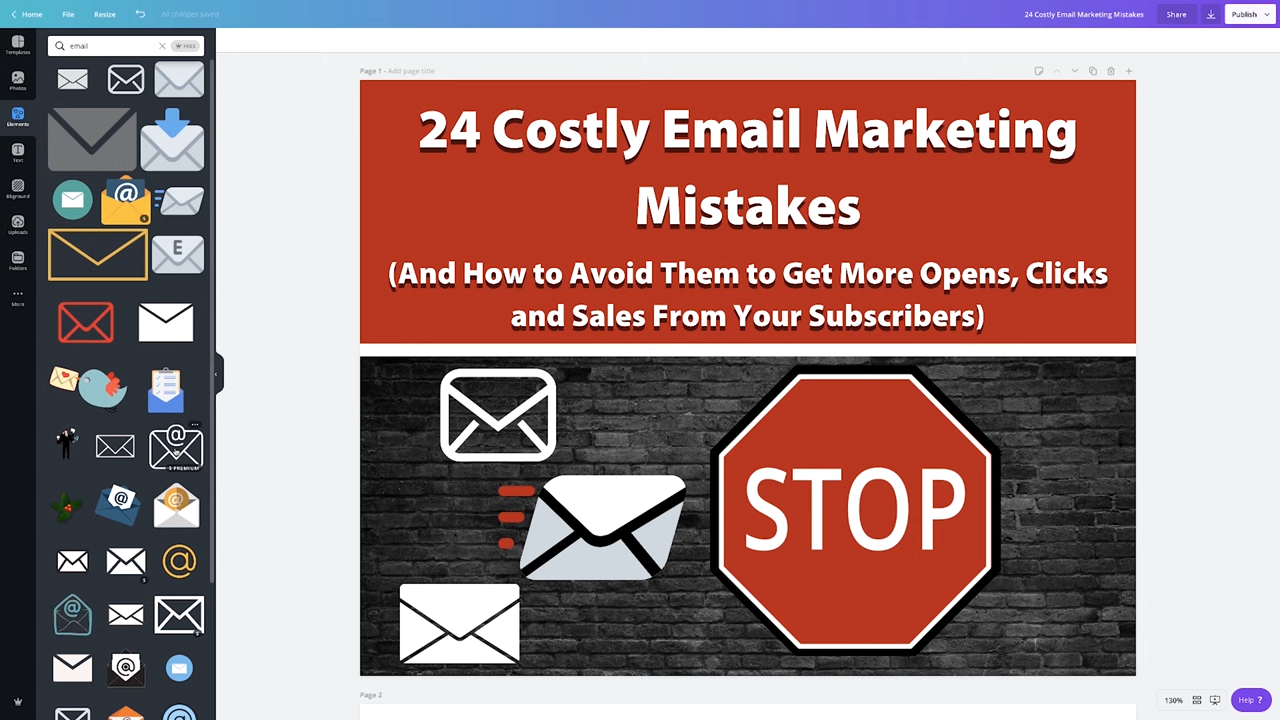 Home File Resize All changes saved 24 Costly Email Marketing Mistakes Share Publish
email
Templates
Photos
Elements
Text
Bkground
Uploads
Folders
More
E
PREMIUM
Page 1 - Add page title
24 Costly Email Marketing
Mistakes
(And How to Avoid Them to Get More Opens, Clicks
and Sales From Your Subscribers)
STOP
Page 2
130% Help ?